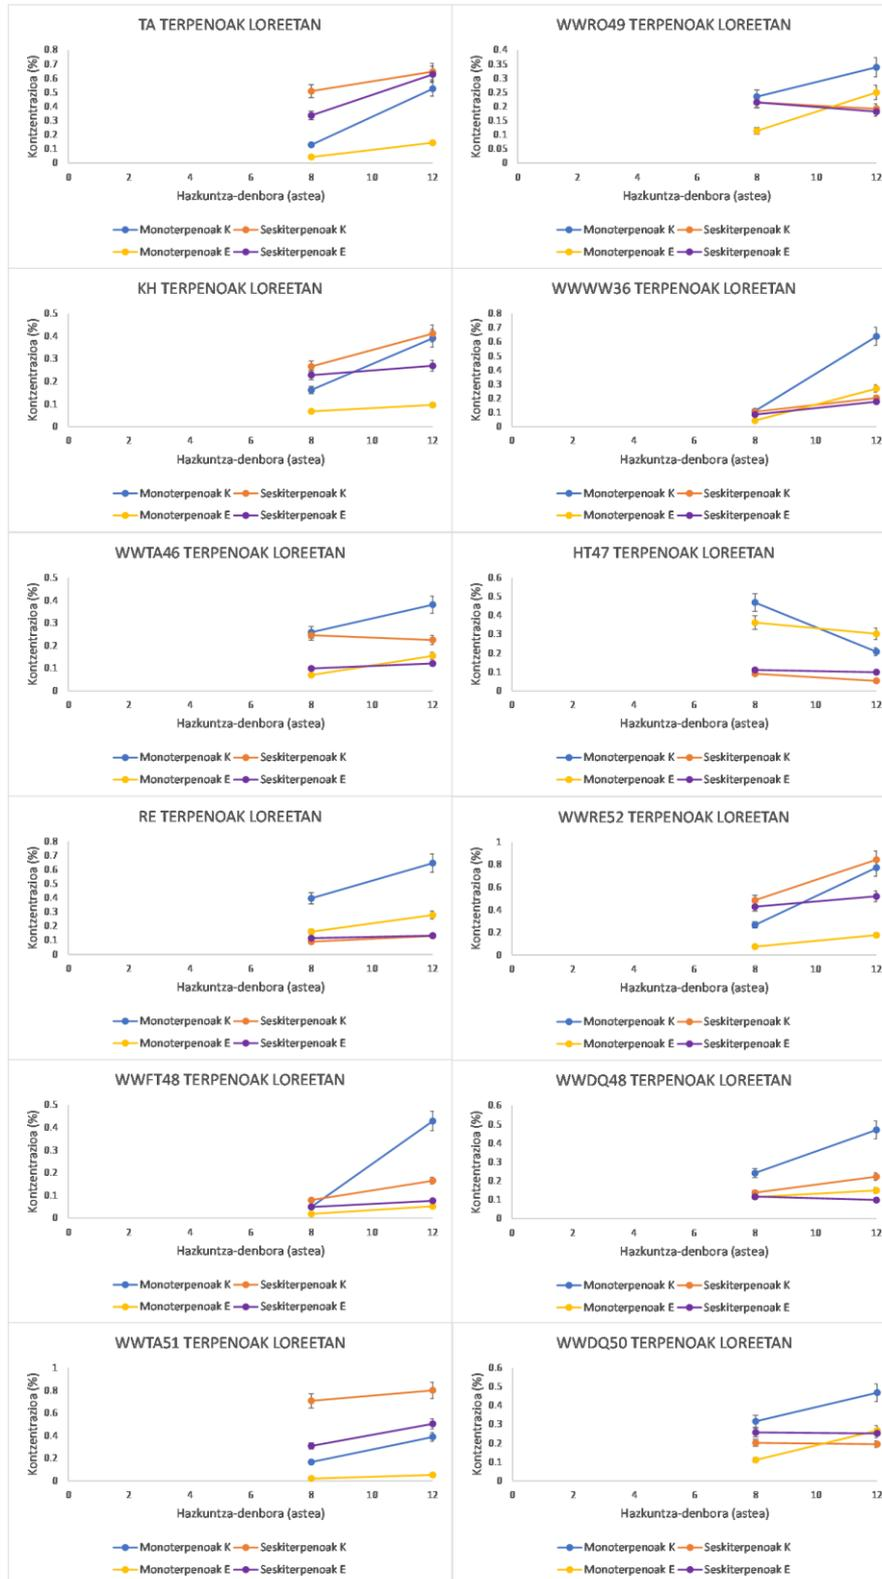 TA TERPENOAK LOREETAN
Kontzentrazioa (%)
0.8
0.7
0.6
0.5
0.4
0.3
0.2
0.1
0
0 2 4 6 8 10 12
Hazkuntza-denbora (astea)
Monoterpenoak K Seskiterpenoak K
Monoterpenoak E Seskiterpenoak E
WWRO49 TERPENOAK LOREETAN
Kontzentrazioa (%)
0.4
0.35
0.3
0.25
0.2
0.15
0.1
0.05
0
0 2 4 6 8 10 12
Hazkuntza-denbora (astea)
Monoterpenoak K Seskiterpenoak K
Monoterpenoak E Seskiterpenoak E
KH TERPENOAK LOREETAN
Kontzentrazioa (%)
0.5
0.4
0.3
0.2
0.1
0
0 2 4 6 8 10 12
Hazkuntza-denbora (astea)
Monoterpenoak K Seskiterpenoak K
Monoterpenoak E Seskiterpenoak E
WWWW36 TERPENOAK LOREETAN
Kontzentrazioa (%)
0.8
0.7
0.6
0.5
0.4
0.3
0.2
0.1
0
0 2 4 6 8 10 12
Hazkuntza-denbora (astea)
Monoterpenoak K Seskiterpenoak K
Monoterpenoak E Seskiterpenoak E
WWTA46 TERPENOAK LOREETAN
Kontzentrazioa (%)
0.5
0.4
0.3
0.2
0.1
0
0 2 4 6 8 10 12
Hazkuntza-denbora (astea)
Monoterpenoak K Seskiterpenoak K
Monoterpenoak E Seskiterpenoak E
HT47 TERPENOAK LOREETAN
Kontzentrazioa (%)
0.6
0.5
0.4
0.3
0.2
0.1
0
0 2 4 6 8 10 12
Hazkuntza-denbora (astea)
Monoterpenoak K Seskiterpenoak K
Monoterpenoak E Seskiterpenoak E
RE TERPENOAK LOREETAN
Kontzentrazioa (%)
0.8
0.7
0.6
0.5
0.4
0.3
0.2
0.1
0
0 2 4 6 8 10 12
Hazkuntza-denbora (astea)
Monoterpenoak K Seskiterpenoak K
Monoterpenoak E Seskiterpenoak E
WWRE52 TERPENOAK LOREETAN
Kontzentrazioa (%)
1
0.8
0.6
0.4
0.2
0
0 2 4 6 8 10 12
Hazkuntza-denbora (astea)
Monoterpenoak K Seskiterpenoak K
Monoterpenoak E Seskiterpenoak E
WWFT48 TERPENOAK LOREETAN
Kontzentrazioa (%)
0.5
0.4
0.3
0.2
0.1
0
0 2 4 6 8 10 12
Hazkuntza-denbora (astea)
Monoterpenoak K Seskiterpenoak K
Monoterpenoak E Seskiterpenoak E
WWDQ48 TERPENOAK LOREETAN
Kontzentrazioa (%)
0.6
0.5
0.4
0.3
0.2
0.1
0
0 2 4 6 8 10 12
Hazkuntza-denbora (astea)
Monoterpenoak K Seskiterpenoak K
Monoterpenoak E Seskiterpenoak E
WWTA51 TERPENOAK LOREETAN
Kontzentrazioa (%)
1
0.8
0.6
0.4
0.2
0
0 2 4 6 8 10 12
Hazkuntza-denbora (astea)
Monoterpenoak K Seskiterpenoak K
Monoterpenoak E Seskiterpenoak E
WWDQ50 TERPENOAK LOREETAN
Kontzentrazioa (%)
0.6
0.5
0.4
0.3
0.2
0.1
0
0 2 4 6 8 10 12
Hazkuntza-denbora (astea)
Monoterpenoak K Seskiterpenoak K
Monoterpenoak E Seskiterpenoak E